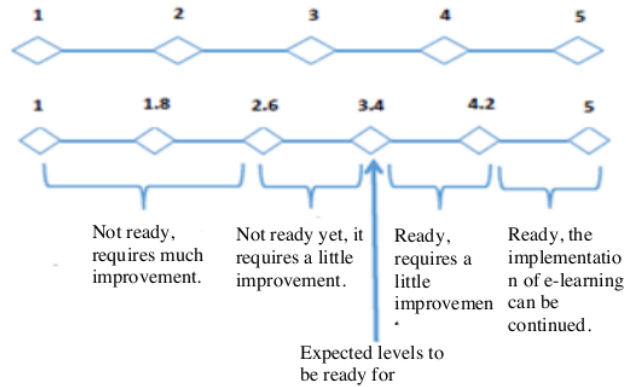 1 2 3 4 5
1 1.8 2.6 3.4 4.2 5
Not ready,
requires much
improvement.
Not ready yet, it
requires a little
improvement.
Ready,
requires a
little
improvemen
.
Ready, the
implementatio
n of e-learning
can be
continued.
Expected levels to
be ready for